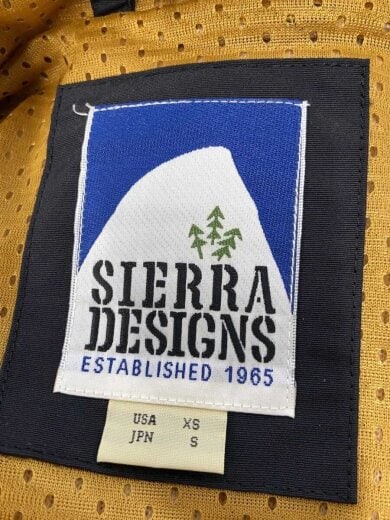 SIERRA
DESIGNS
ESTABLISHED 1965
USA XS
JPN S